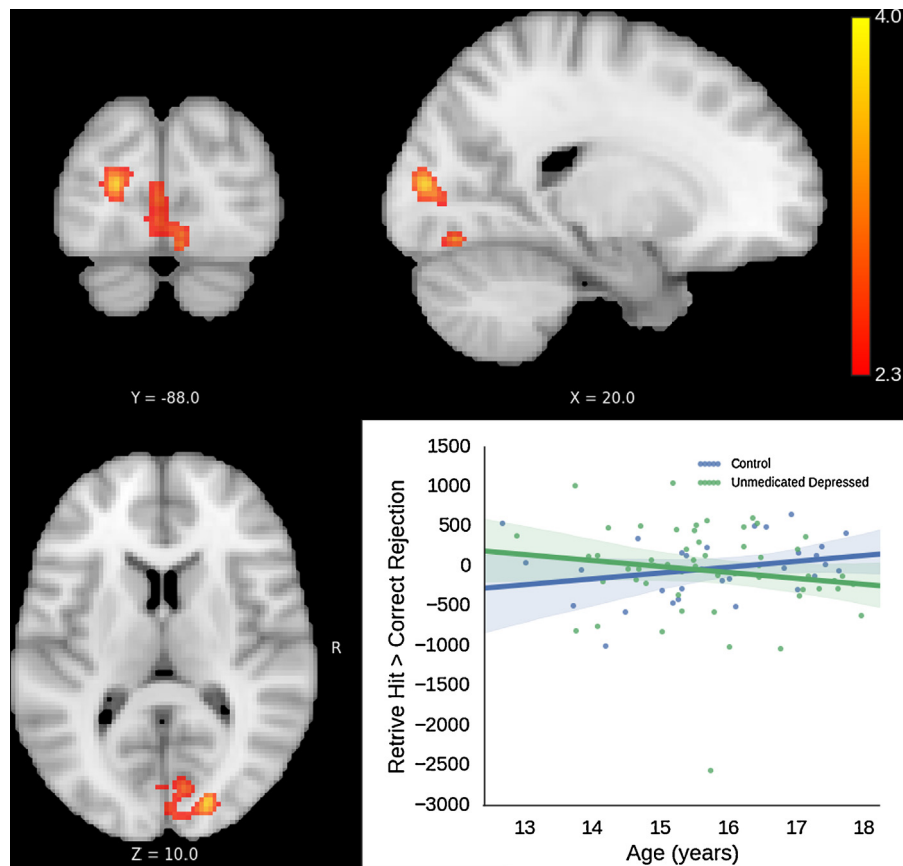 4.0
2.3
Y = -88.0
X = 20.0
R
Z = 10.0
Control
Unmedicated Depressed
Retrive Hit > Correct Rejection
1500
1000
500
0
−500
−1000
−1500
−2000
−2500
−3000
13 14 15 16 17 18
Age (years)